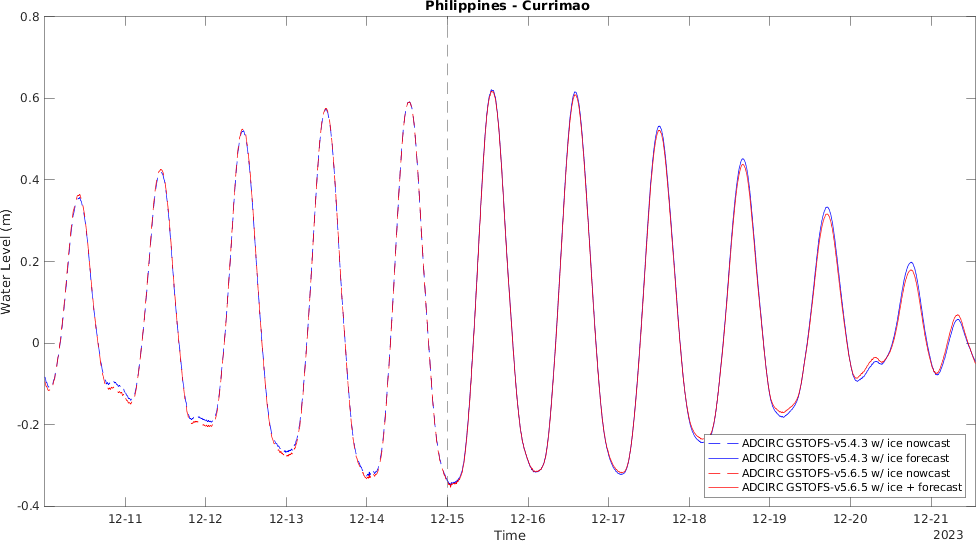 Philippines - Currimao
0.8
0.6
0.4
0.2
0
-0.2
-0.4
Water Level (m)
ADCIRC GSTOFS-v5.4.3 w/ ice nowcast
ADCIRC GSTOFS-v5.4.3 w/ ice forecast
ADCIRC GSTOFS-v5.6.5 w/ ice nowcast
ADCIRC GSTOFS-v5.6.5 w/ ice + forecast
12-11 12-12 12-13 12-14 12-15 12-16 12-17 12-18 12-19 12-20 12-21
Time
2023